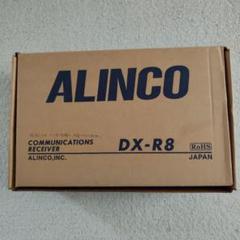 ALINCO
COMMUNICATIONS
RECEIVER
DX-R8
RoHS
ALINCO, INC.
JAPAN